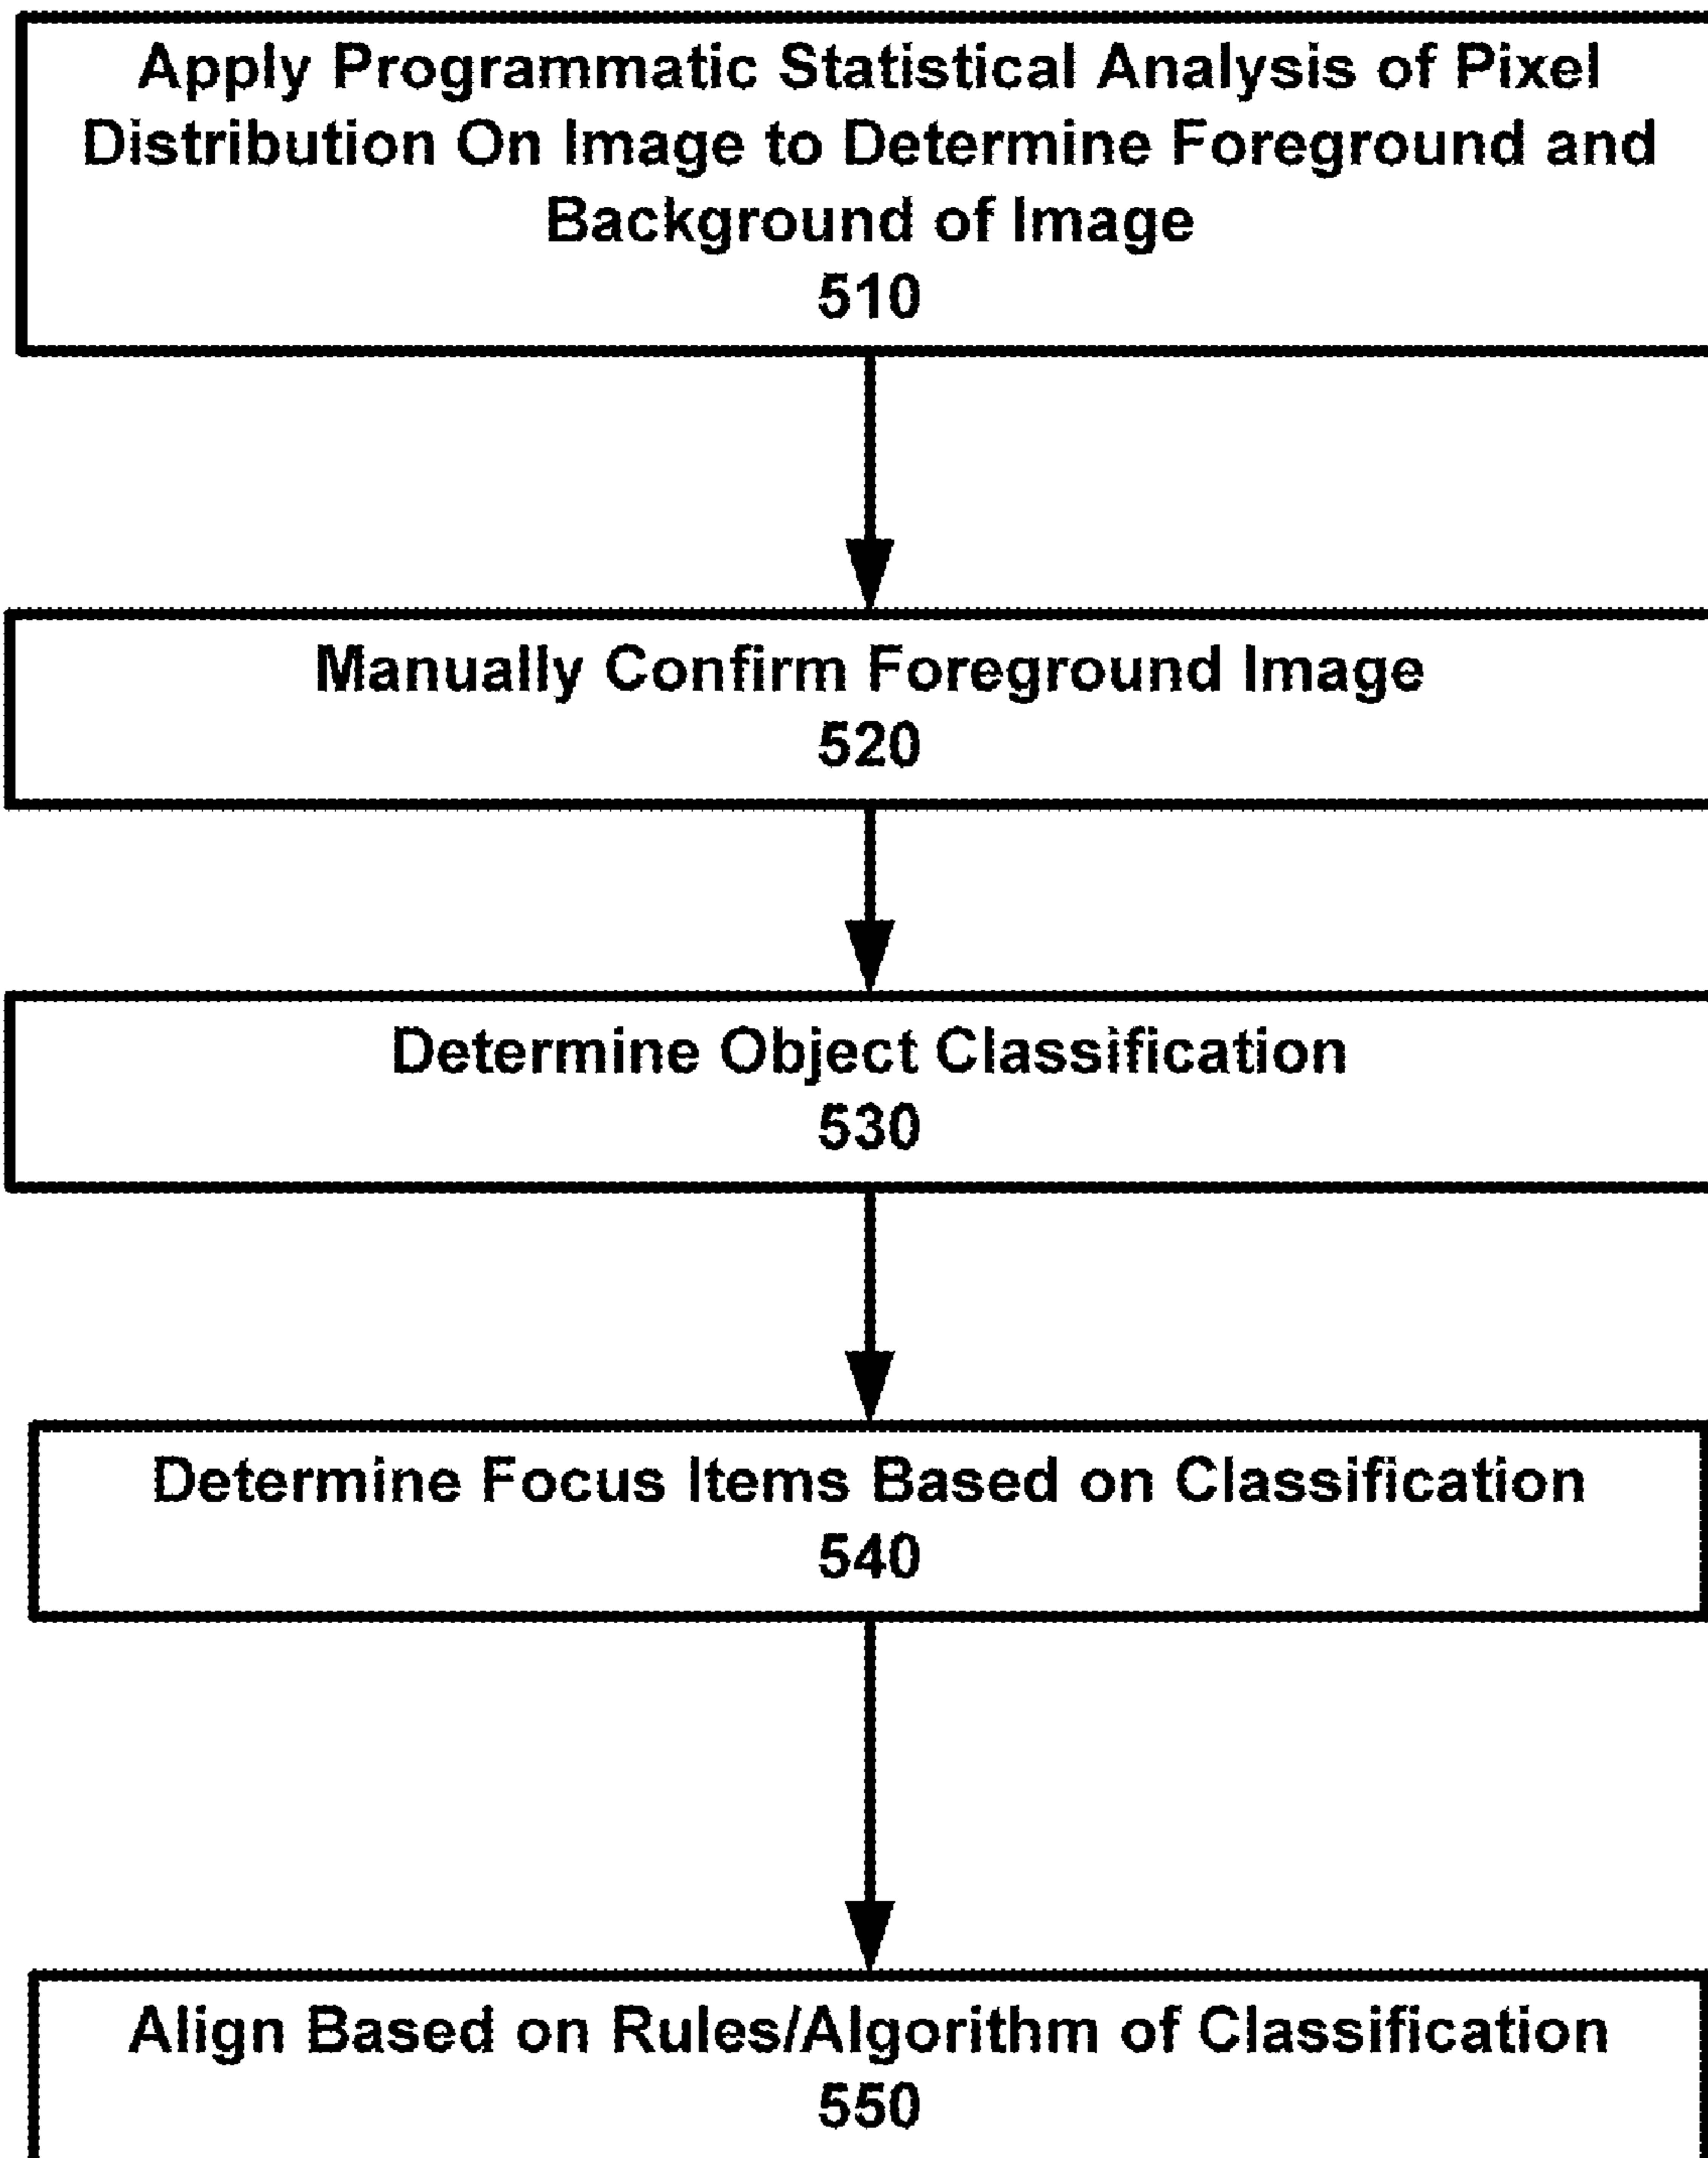 Apply Programmatic Statistical Analysis of Pixel
Distribution On Image to Determine Foreground and
Background of Image
510
Manually Confirm Foreground Image
520
Determine Object Classification
530
Determine Focus Items Based on Classification
540
Align Based on Rules/Algorithm of Classification
550